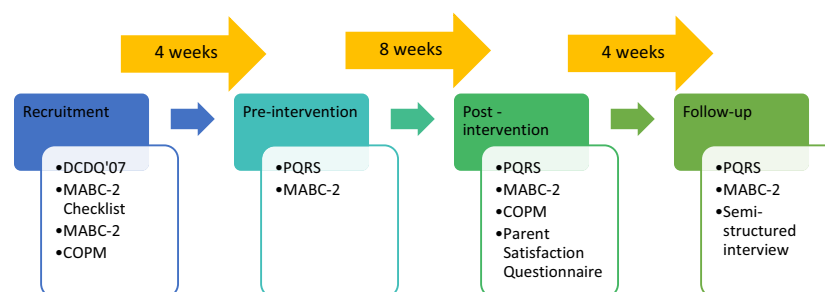 4 weeks
8 weeks
4 weeks
Recruitment
•DCDQ'07
•MABC-2
Checklist
•MABC-2
•COPM
Pre-intervention
•PQRS
•MABC-2
Post -
intervention
•PQRS
•MABC-2
•COPM
•Parent
Satisfaction
Questionnaire
Follow-up
•PQRS
•MABC-2
•Semi-
structured
interview